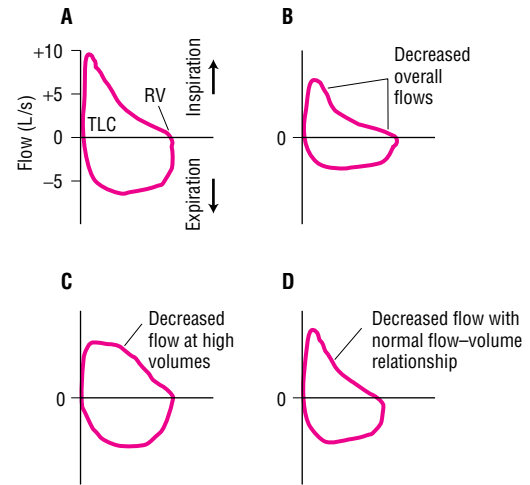 A
+10
+5
0
−5
Flow (L/s)
TLC
RV
Inspiration
Expiration
B
0
Decreased
overall
flows
C
0
Decreased
flow at high
volumes
D
0
Decreased flow with
normal flow–volume
relationship